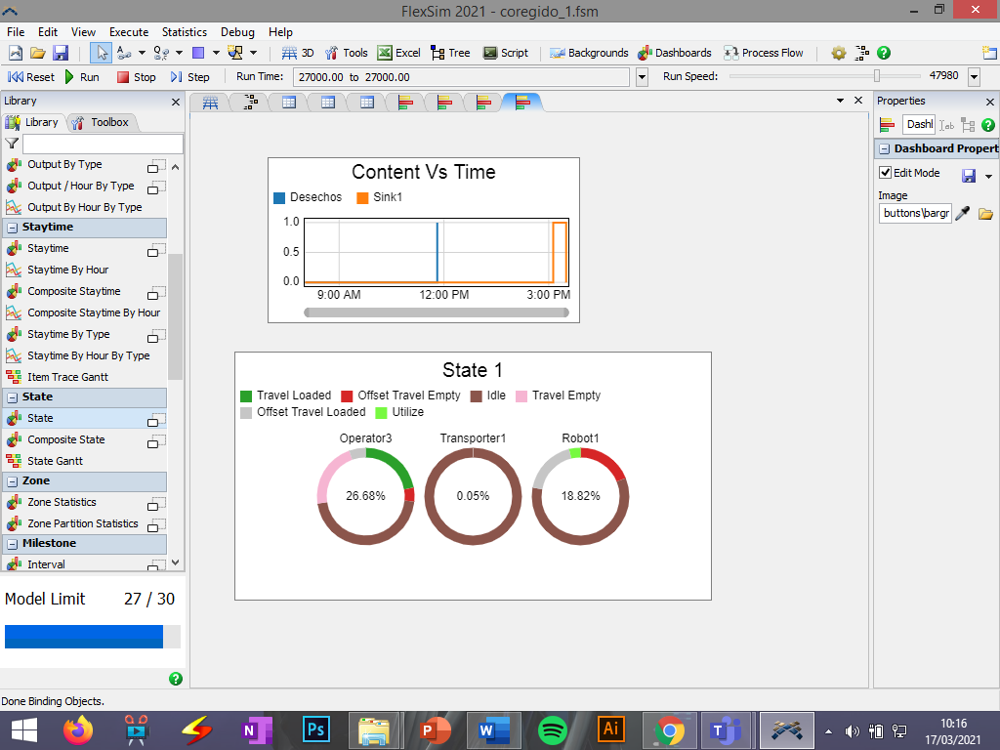 FlexSim 2021 - coregido_1.fsm
File Edit View Execute Statistics Debug Help
3D Tools Excel Tree Script Backgrounds Dashboards Process Flow
Reset Run Stop Step Run Time: 27000.00 to 27000.00 Run Speed: 47980
Library
Library Toolbox
Output By Type
Output / Hour By Type
Output By Hour By Type
Staytime
Staytime
Staytime By Hour
Composite Staytime
Composite Staytime By Hour
Staytime By Type
Staytime By Hour By Type
Item Trace Gantt
State
State
Composite State
State Gantt
Zone
Zone Statistics
Zone Partition Statistics
Milestone
Interval
Model Limit 27 / 30
Content Vs Time
Desechos Sink1
1.0
0.5
0.0
9:00 AM 12:00 PM 3:00 PM
State 1
Travel Loaded Offset Travel Empty Idle Travel Empty
Offset Travel Loaded Utilize
Operator3 Transporter1 Robot1
26.68% 0.05% 18.82%
Properties
Dashl
Dashboard Propert
Edit Mode
Image
buttons\bargr
Done Binding Objects.
N Ps P W Ai T
10:16
17/03/2021